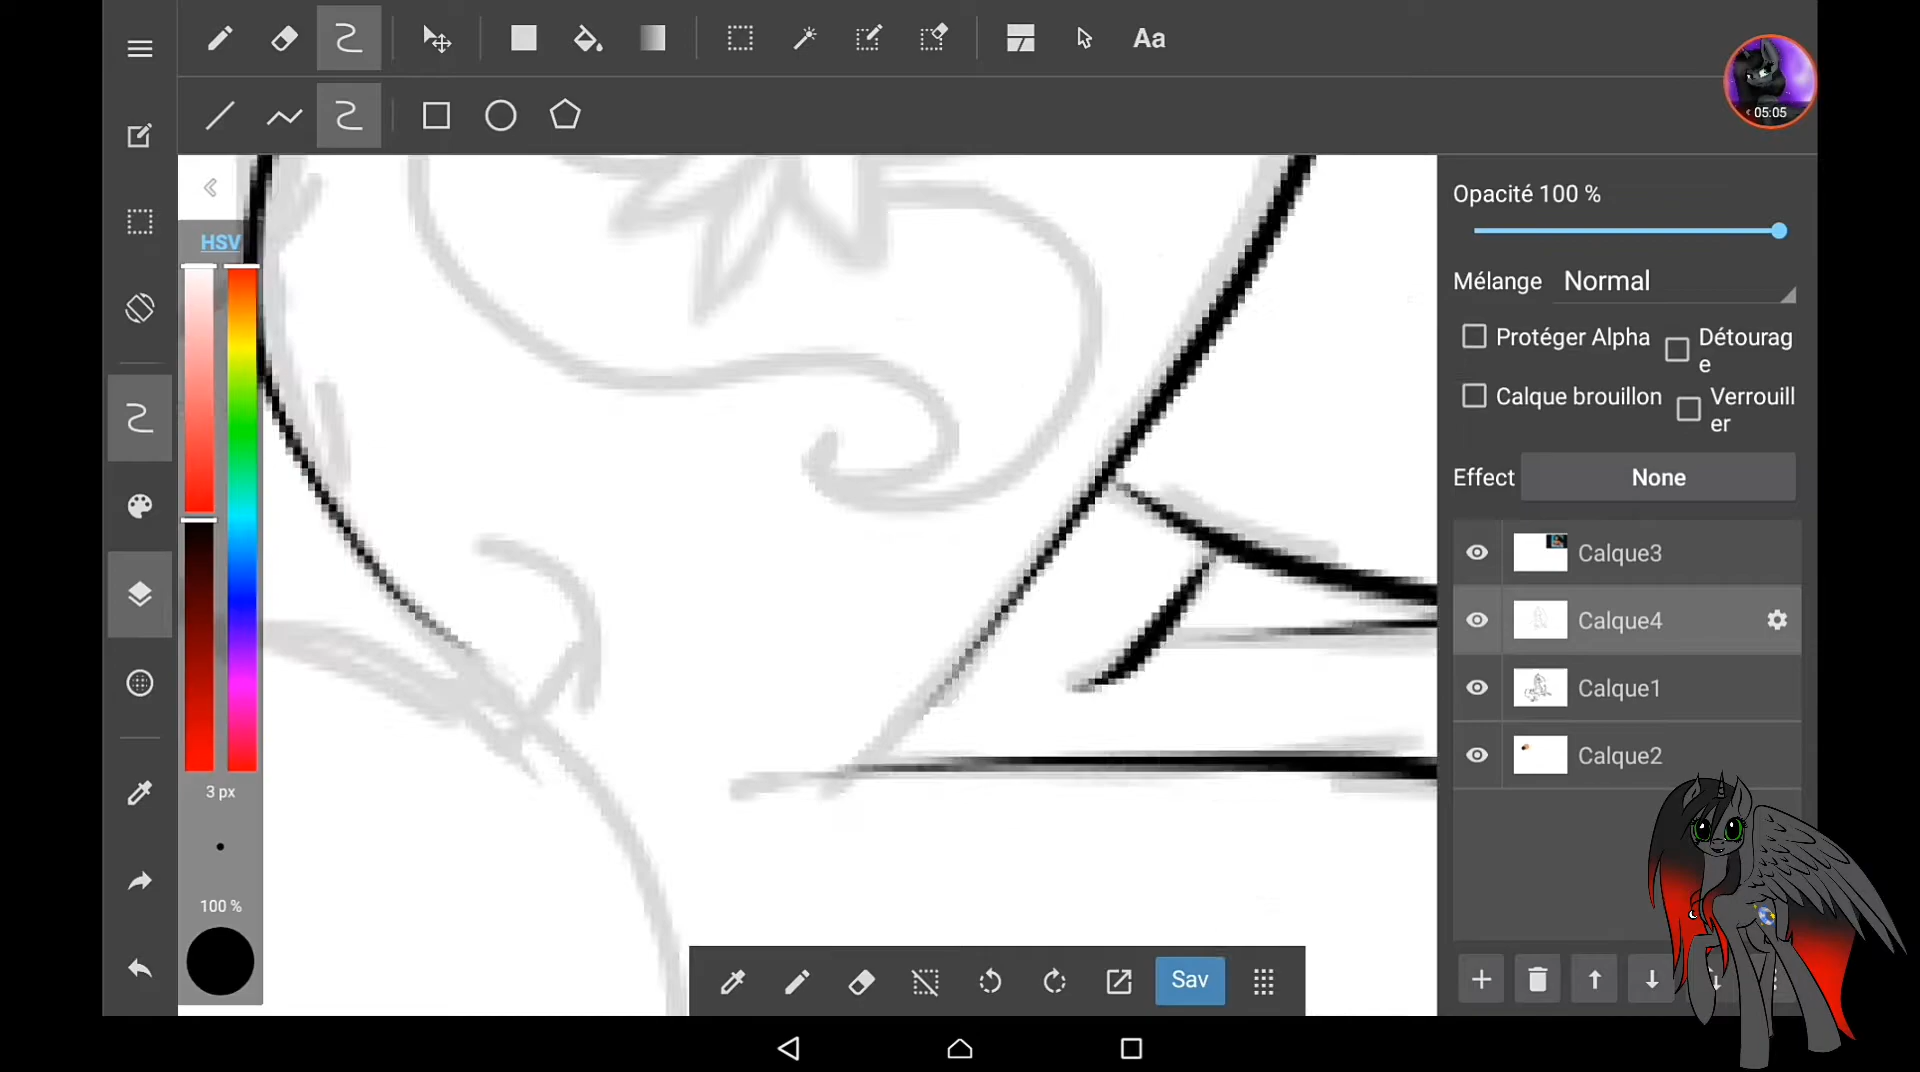 Aa
05:05
HSV
Opacité 100 %
Mélange Normal
Protéger Alpha
Détourag
e
Calque brouillon
Verrouill
er
Effect None
Calque3
Calque4
Calque1
Calque2
3 px
100 %
Sav